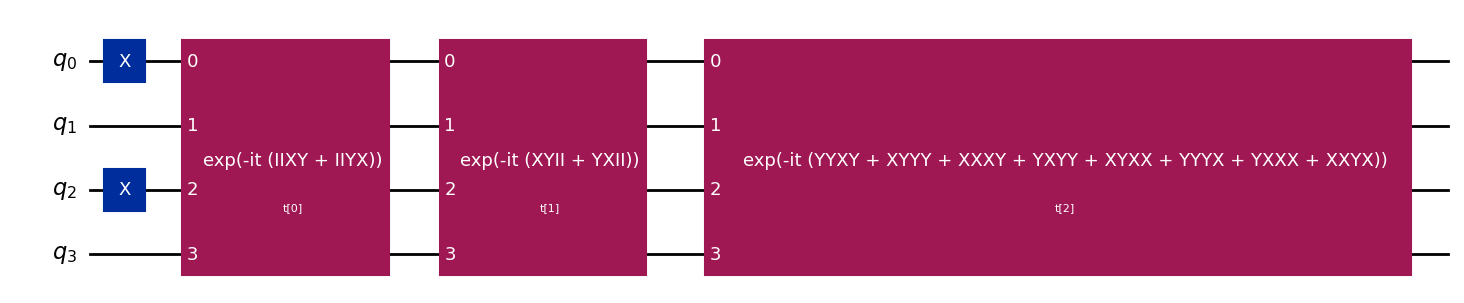 q0 X 0 0 0
q1 1 1 1
exp(-it (IIXY + IIYX)) exp(-it (XYII + YXII)) exp(-it (YYXY + XYYY + XXXY + YXYY + XYXX + YYYX + YXXX + XXYX))
q2 X 2 2 2
t[0] t[1] t[2]
q3 3 3 3